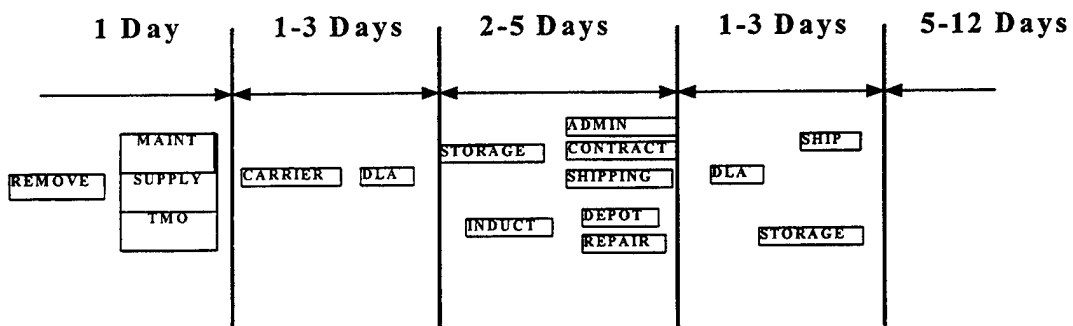 1 Day
1-3 Days
2-5 Days
1-3 Days
5-12 Days
REMOVE
MAINT
SUPPLY
TMO
CARRIER
DLA
STORAGE
INDUCT
ADMIN
CONTRACT
SHIPPING
DEPOT
REPAIR
DLA
SHIP
STORAGE